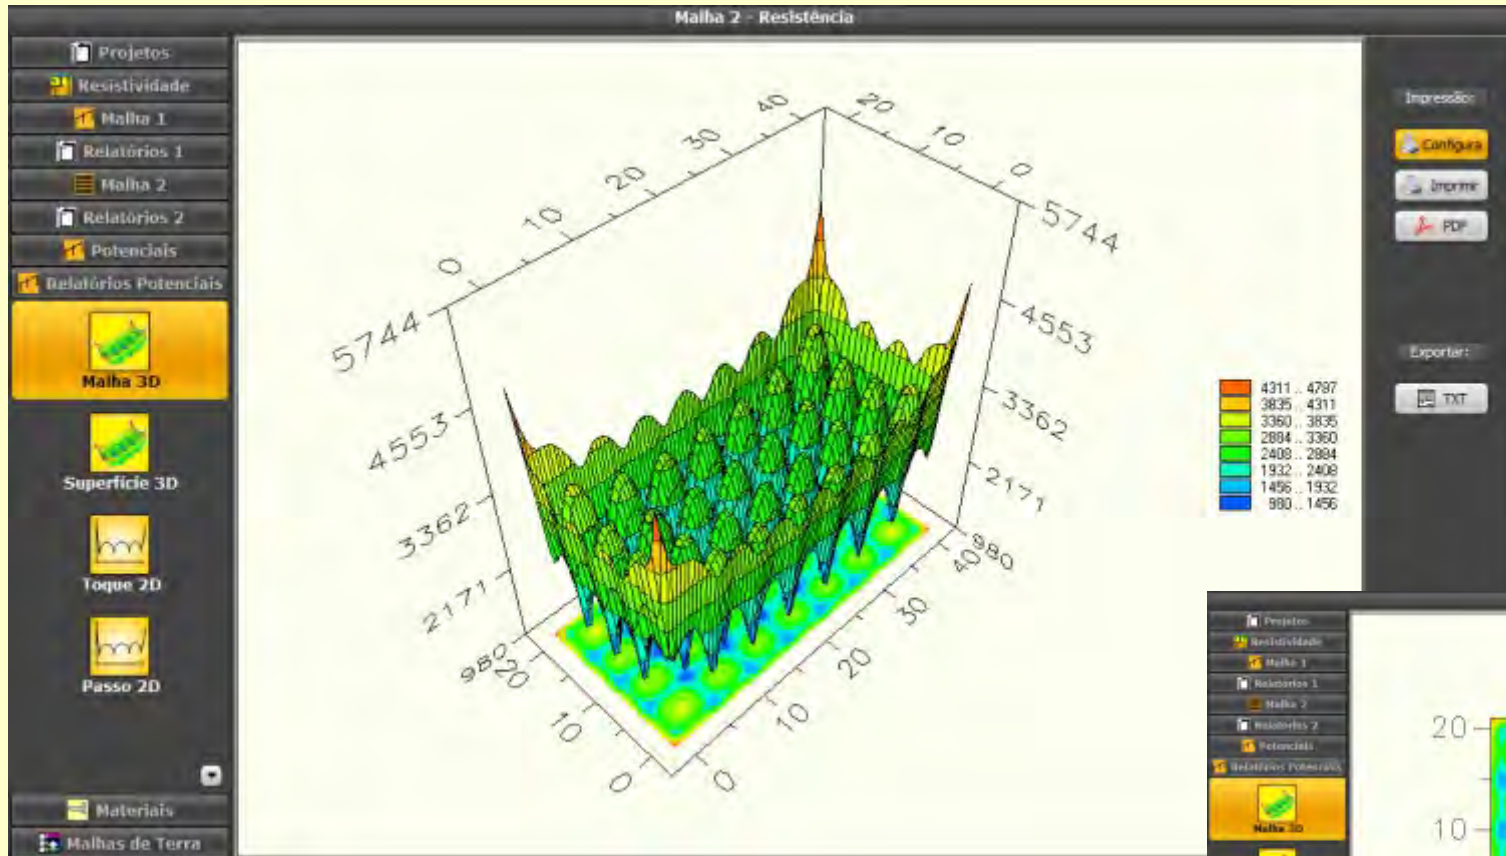 Malha 2 - Resistência
Projetos
Resistividade
Malha 1
Relatórios 1
Malha 2
Relatórios 2
Potenciais
Relatórios Potenciais
Malha 3D
Superfície 3D
Toque 2D
Passo 2D
Materiais
Malhas de Terra
0 10 20 30 40
20 10 0
5744
4553
3362
2171
980
5744
4553
3362
2171
980
20 10 0
0 10 20 30 40
4311 .. 4787
3835 .. 4311
3360 .. 3835
2884 .. 3360
2408 .. 2884
1932 .. 2408
1456 .. 1932
980 .. 1456
Impressão:
Configura
Imprimir
PDF
Exportar:
TXT
Projetos
Resistividade
Malha 1
Relatórios 1
Malha 2
Relatórios 2
Potenciais
Relatórios Potenciais
Malha 3D
20
10